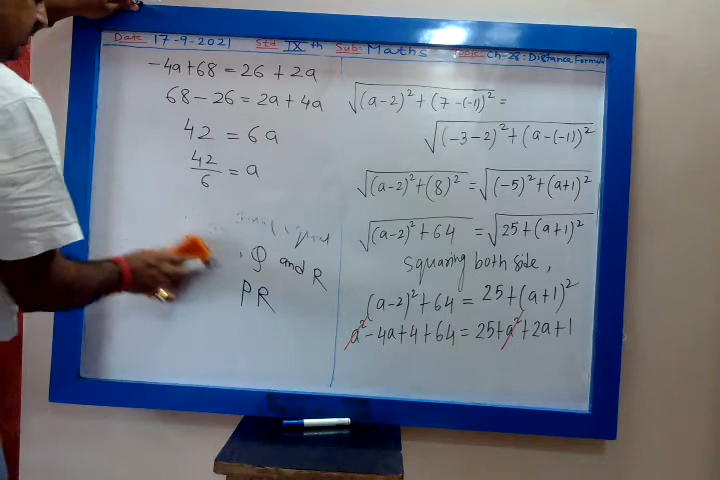 Date: 17-9-2021 Std: IXth Sub: Maths Topic: Ch-28: Distance Formula
-4a+68 = 26 + 2a
68 - 26 = 2a + 4a
42 = 6a
42/6 = a
Q and R
PR
√(a-2)² + (7-(-1))² =
√(-3-2)² + (a-(-1))²
√(a-2)² + (8)² = √(-5)² + (a+1)²
√(a-2)² + 64 = √25 + (a+1)²
Squaring both side,
(a-2)² + 64 = 25 + (a+1)²
a² - 4a + 4 + 64 = 25 + a² + 2a + 1